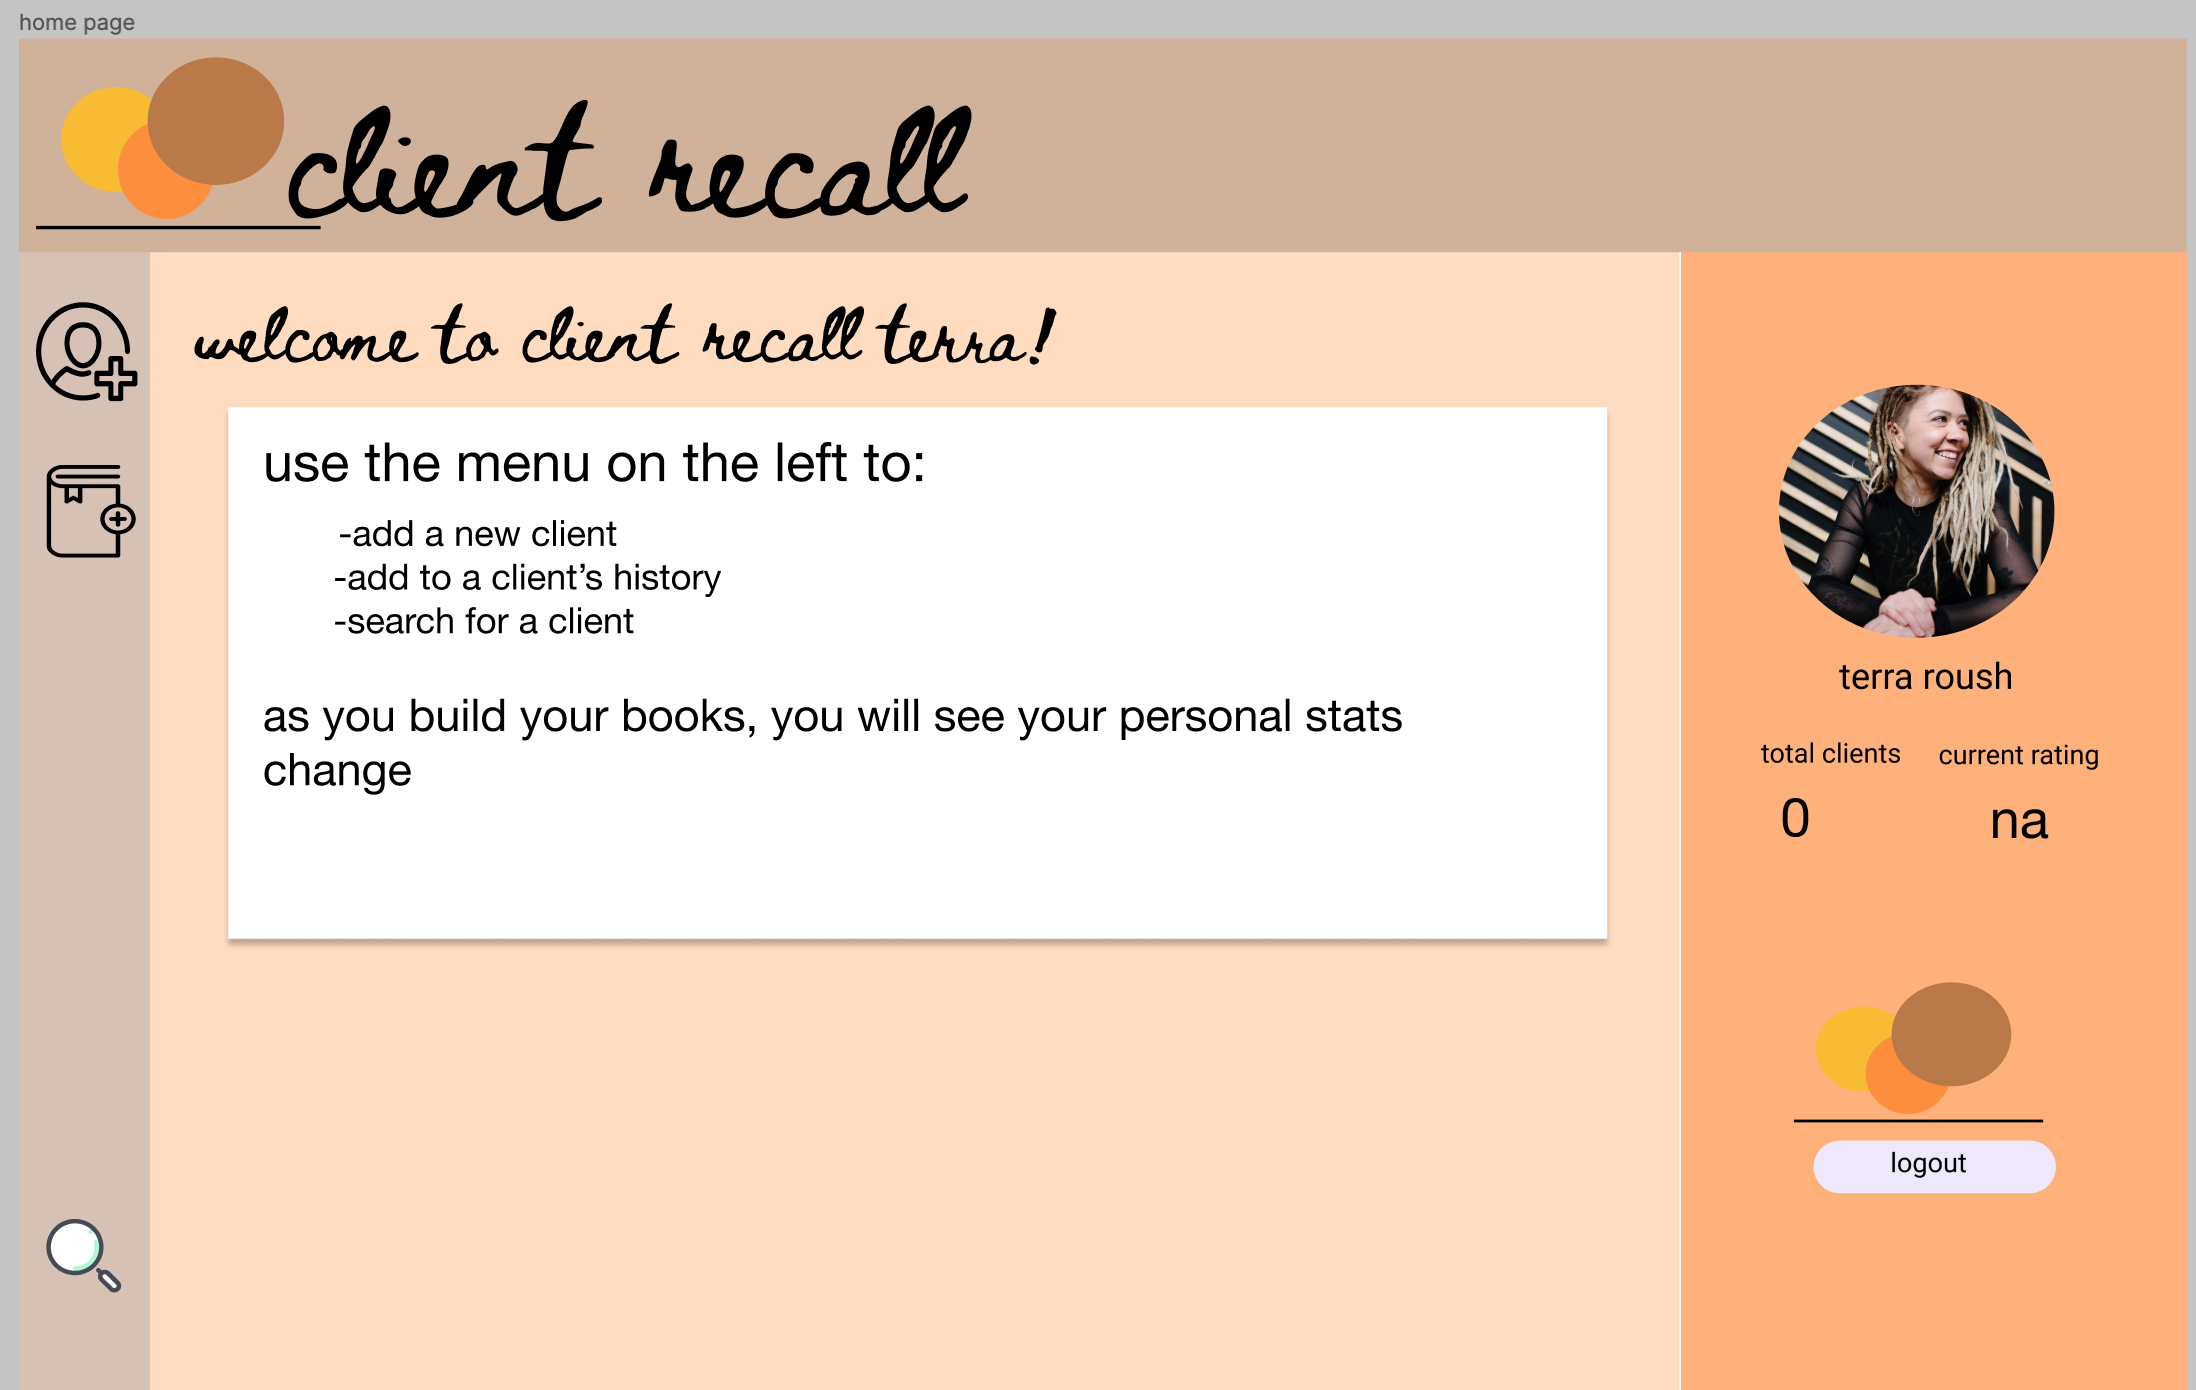 home page
client recall
welcome to client recall terra!
use the menu on the left to:
-add a new client
-add to a client’s history
-search for a client
as you build your books, you will see your personal stats
change
terra roush
total clients
current rating
0
na
logout